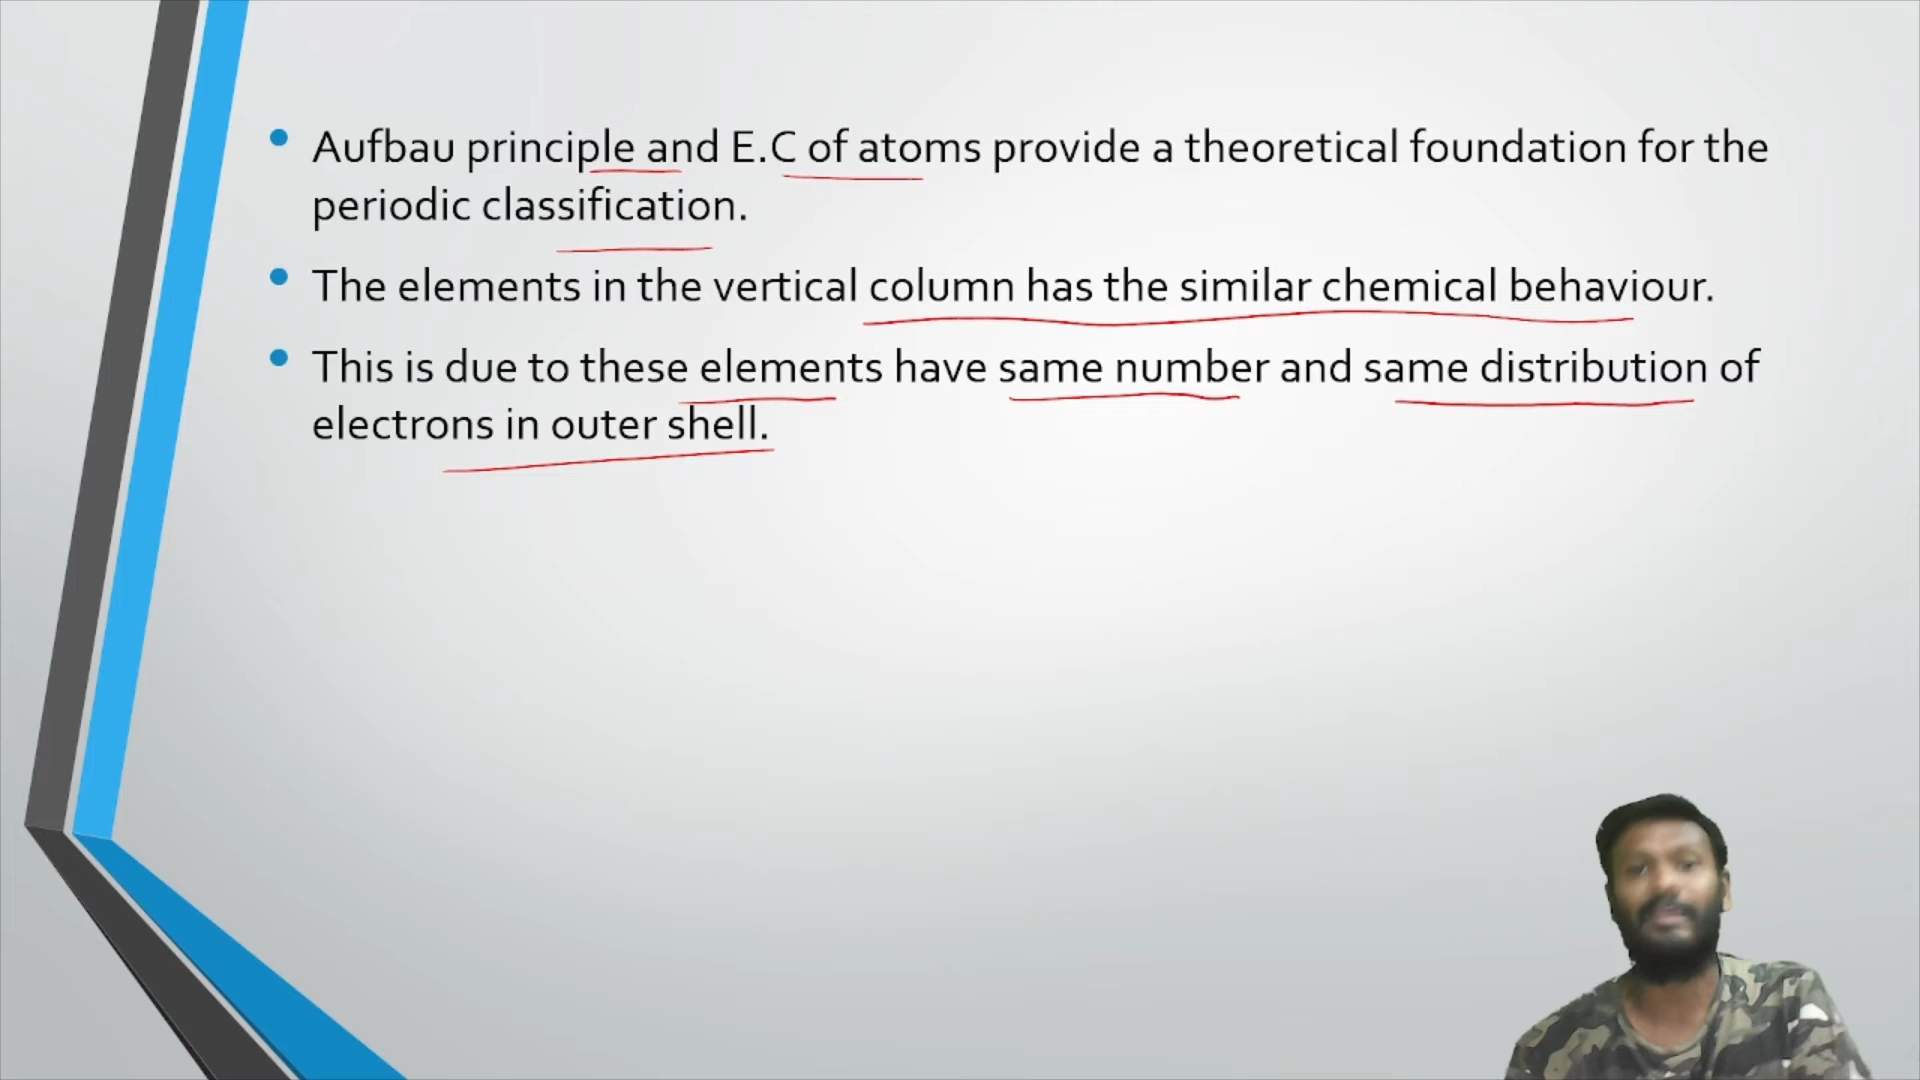 Aufbau principle and E.C of atoms provide a theoretical foundation for the
periodic classification.
The elements in the vertical column has the similar chemical behaviour.
This is due to these elements have same number and same distribution of
electrons in outer shell.